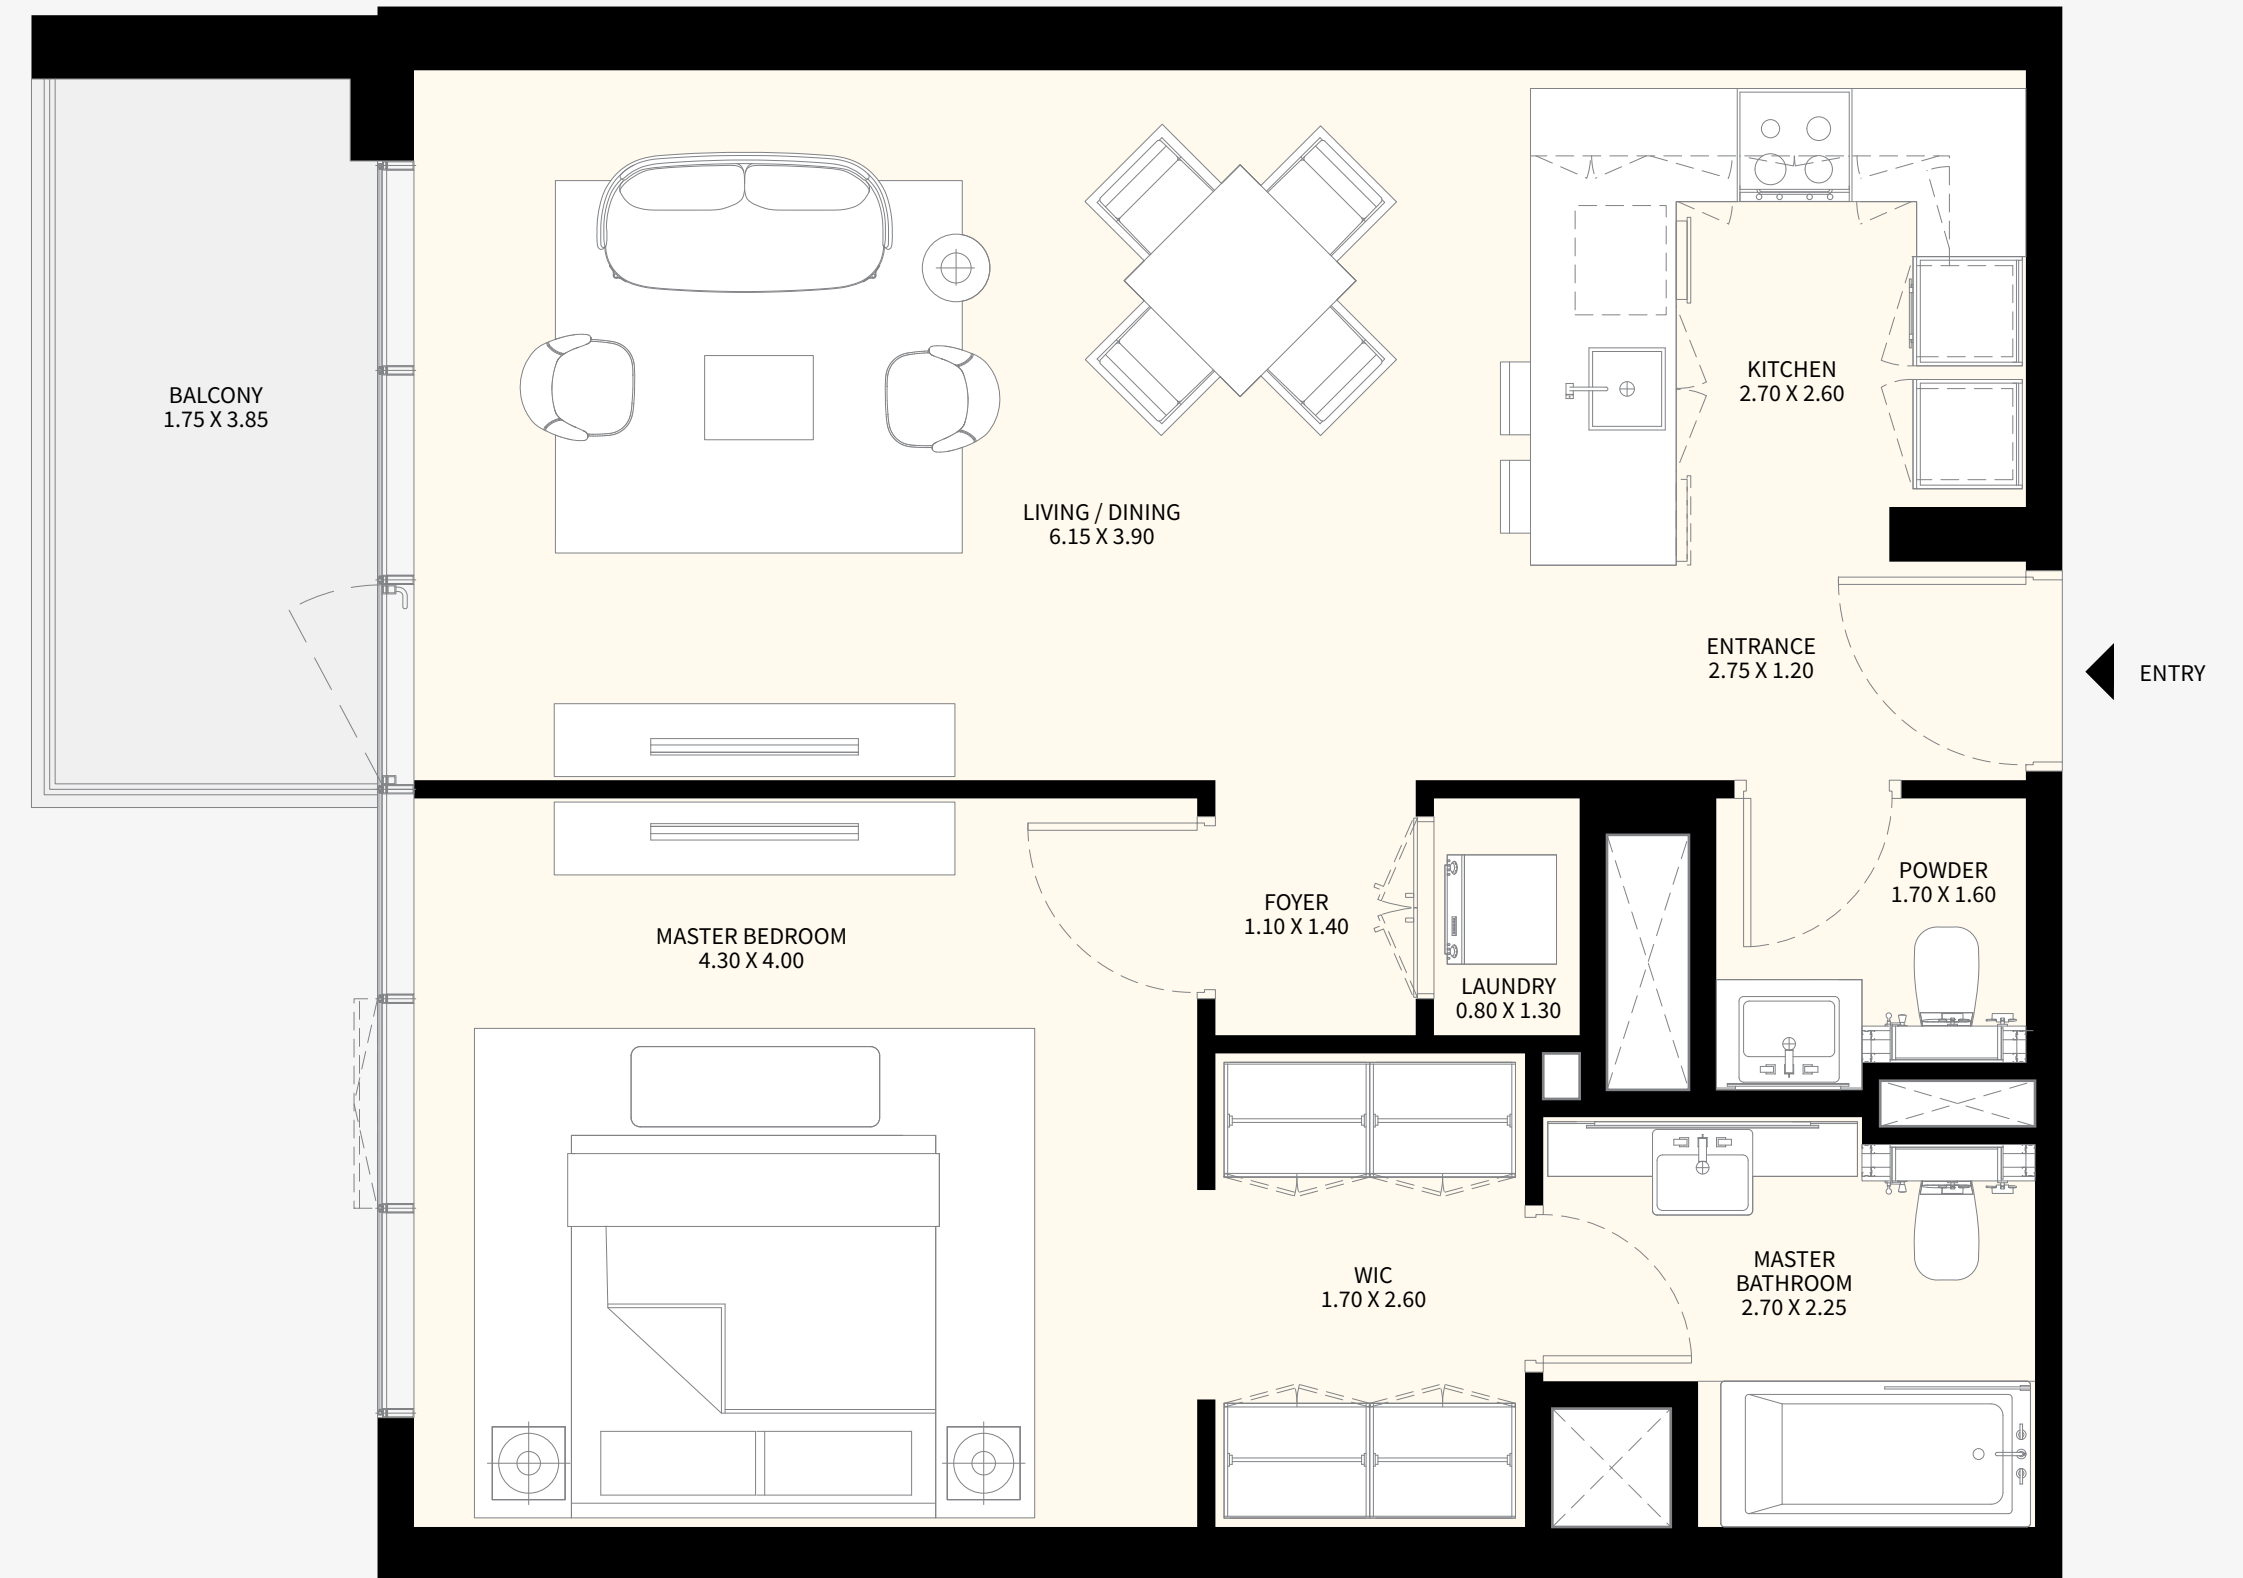 BALCONY
1.75 X 3.85
LIVING / DINING
6.15 X 3.90
KITCHEN
2.70 X 2.60
ENTRANCE
2.75 X 1.20
ENTRY
MASTER BEDROOM
4.30 X 4.00
FOYER
1.10 X 1.40
LAUNDRY
0.80 X 1.30
POWDER
1.70 X 1.60
WIC
1.70 X 2.60
MASTER
BATHROOM
2.70 X 2.25